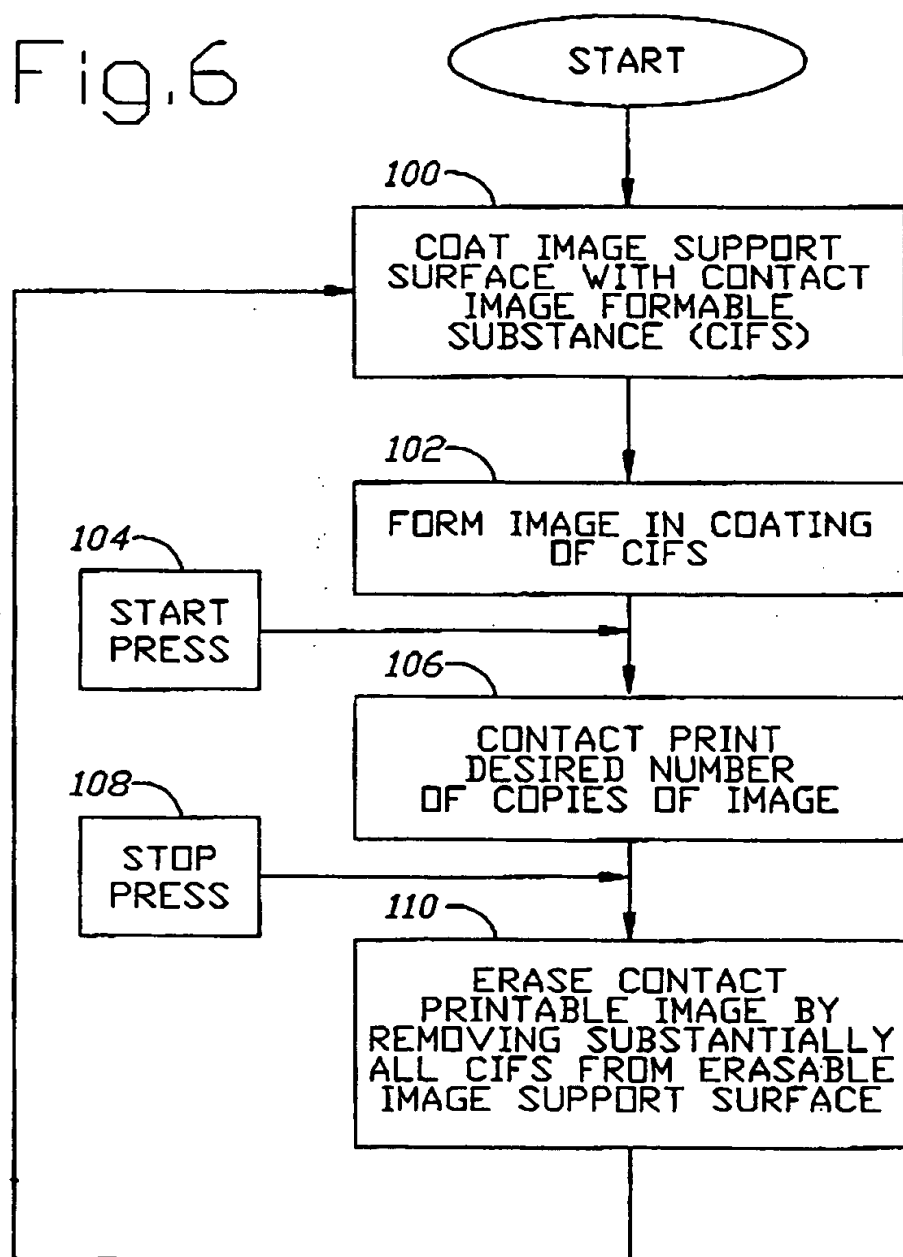 Fig.6
START
100
COAT IMAGE SUPPORT
SURFACE WITH CONTACT
IMAGE FORMABLE
SUBSTANCE (CIFS)
102
FORM IMAGE IN COATING
OF CIFS
104
START
PRESS
106
CONTACT PRINT
DESIRED NUMBER
OF COPIES OF IMAGE
108
STOP
PRESS
110
ERASE CONTACT
PRINTABLE IMAGE BY
REMOVING SUBSTANTIALLY
ALL CIFS FROM ERASABLE
IMAGE SUPPORT SURFACE